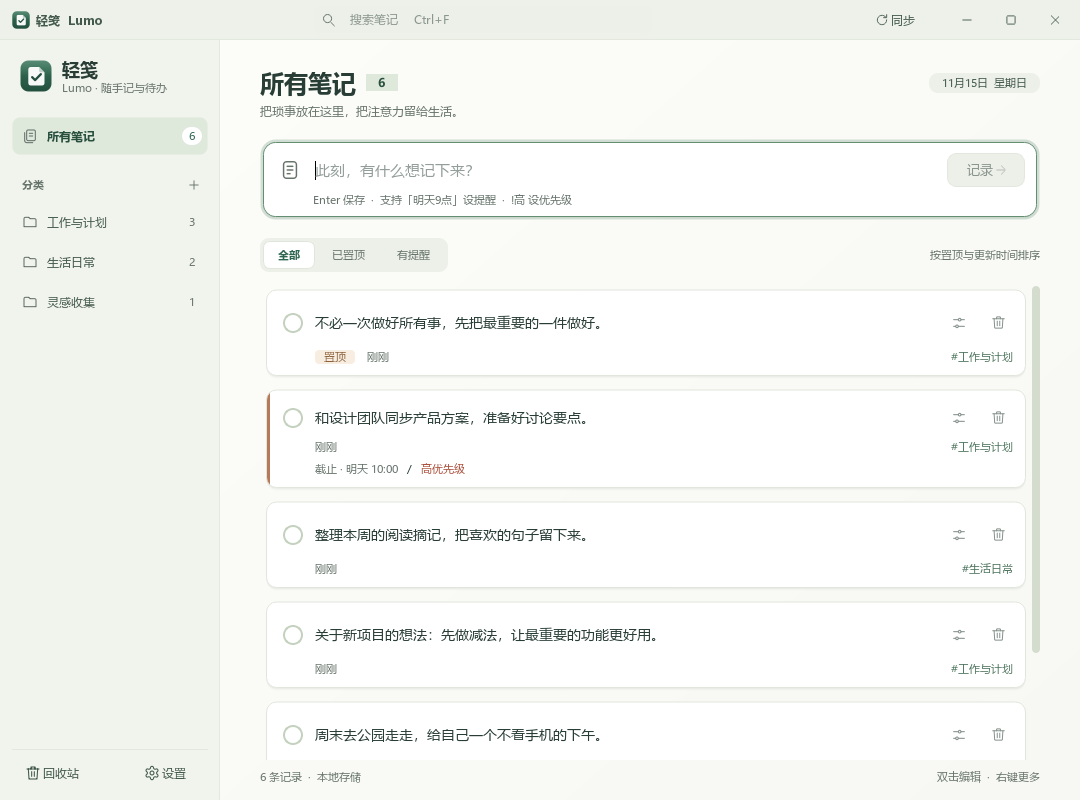 轻笺 Lumo
搜索笔记 Ctrl+F
同步
轻笺
Lumo · 随手记与待办
所有笔记 6
分类
工作与计划 3
生活日常 2
灵感收集 1
回收站
设置
所有笔记 6
11月15日 星期日
把琐事放在这里，把注意力留给生活。
此刻，有什么想记下来？
记录→
Enter 保存 · 支持「明天9点」设提醒 · !高 设优先级
全部 已置顶 有提醒
按置顶与更新时间排序
不必一次做好所有事，先把最重要的一件做好。
置顶 刚刚
#工作与计划
和设计团队同步产品方案，准备好讨论要点。
刚刚
#工作与计划
截止 · 明天 10:00 / 高优先级
整理本周的阅读摘记，把喜欢的句子留下来。
刚刚
#生活日常
关于新项目的想法：先做减法，让最重要的功能更好用。
刚刚
#工作与计划
周末去公园走走，给自己一个不看手机的下午。
6 条记录 · 本地存储
双击编辑 · 右键更多